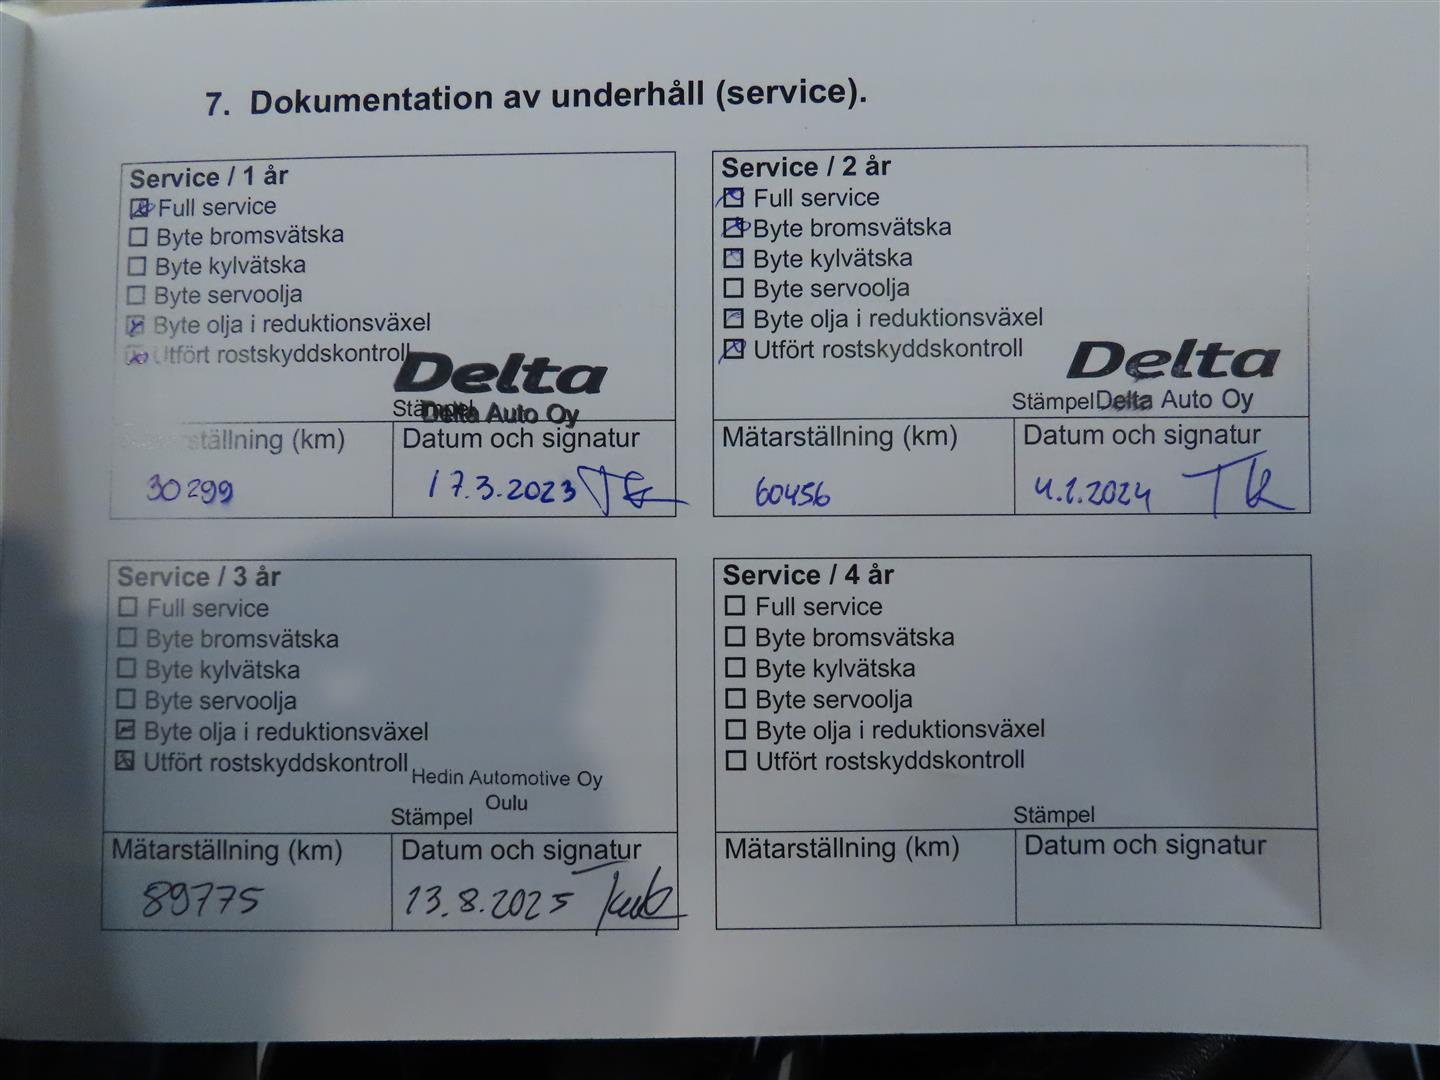 7. Dokumentation av underhåll (service).
Service / 1 år
Full service
Byte bromsvätska
Byte kylvätska
Byte servoolja
Byte olja i reduktionsväxel
Utfört rostskyddskontroll
Delta
Stämpel
Delta Auto Oy
ställning (km)
Datum och signatur
30299
17.3.2023
Service / 2 år
Full service
Byte bromsvätska
Byte kylvätska
Byte servoolja
Byte olja i reduktionsväxel
Utfört rostskyddskontroll
Delta
Stämpel Delta Auto Oy
Mätarställning (km)
Datum och signatur
60456
4.1.2024 TK
Service / 3 år
Full service
Byte bromsvätska
Byte kylvätska
Byte servoolja
Byte olja i reduktionsväxel
Utfört rostskyddskontroll
Hedin Automotive Oy
Oulu
Stämpel
Mätarställning (km)
Datum och signatur
89775
13.8.2025
Service / 4 år
Full service
Byte bromsvätska
Byte kylvätska
Byte servoolja
Byte olja i reduktionsväxel
Utfört rostskyddskontroll
Stämpel
Mätarställning (km)
Datum och signatur